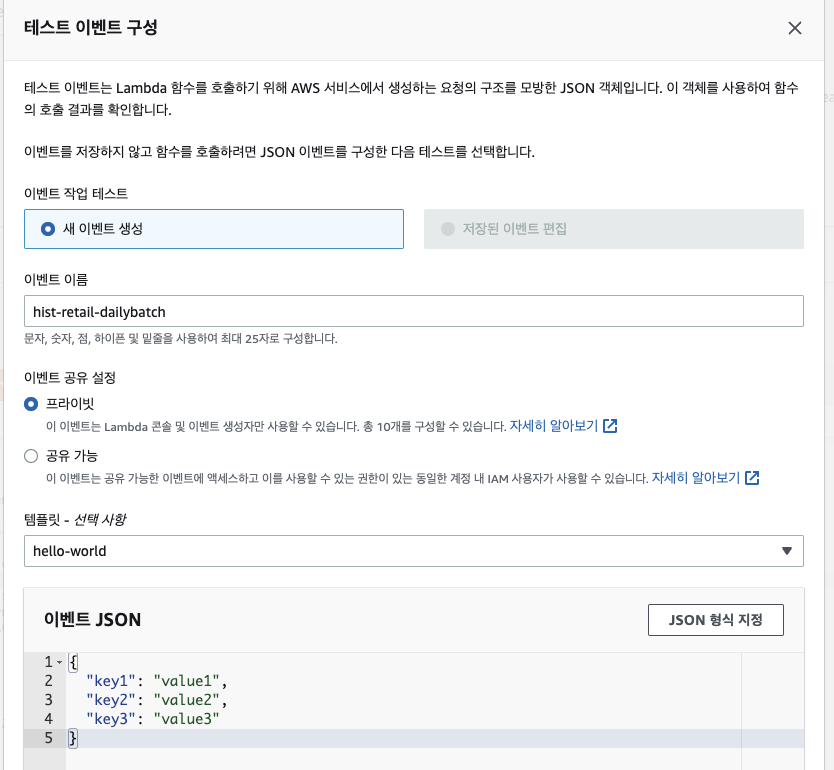 테스트 이벤트 구성
테스트 이벤트는 Lambda 함수를 호출하기 위해 AWS 서비스에서 생성하는 요청의 구조를 모방한 JSON 객체입니다. 이 객체를 사용하여 함수
의 호출 결과를 확인합니다.
이벤트를 저장하지 않고 함수를 호출하려면 JSON 이벤트를 구성한 다음 테스트를 선택합니다.
이벤트 작업 테스트
새 이벤트 생성
저장된 이벤트 편집
이벤트 이름
hist-retail-dailybatch
문자, 숫자, 점, 하이픈 및 밑줄을 사용하여 최대 25자로 구성합니다.
이벤트 공유 설정
프라이빗
이 이벤트는 Lambda 콘솔 및 이벤트 생성자만 사용할 수 있습니다. 총 10개를 구성할 수 있습니다. 자세히 알아보기
공유 가능
이 이벤트는 공유 가능한 이벤트에 액세스하고 이를 사용할 수 있는 권한이 있는 동일한 계정 내 IAM 사용자가 사용할 수 있습니다. 자세히 알아보기
템플릿 - 선택 사항
hello-world
이벤트 JSON
JSON 형식 지정
1 {
2 "key1": "value1",
3 "key2": "value2",
4 "key3": "value3"
5 }